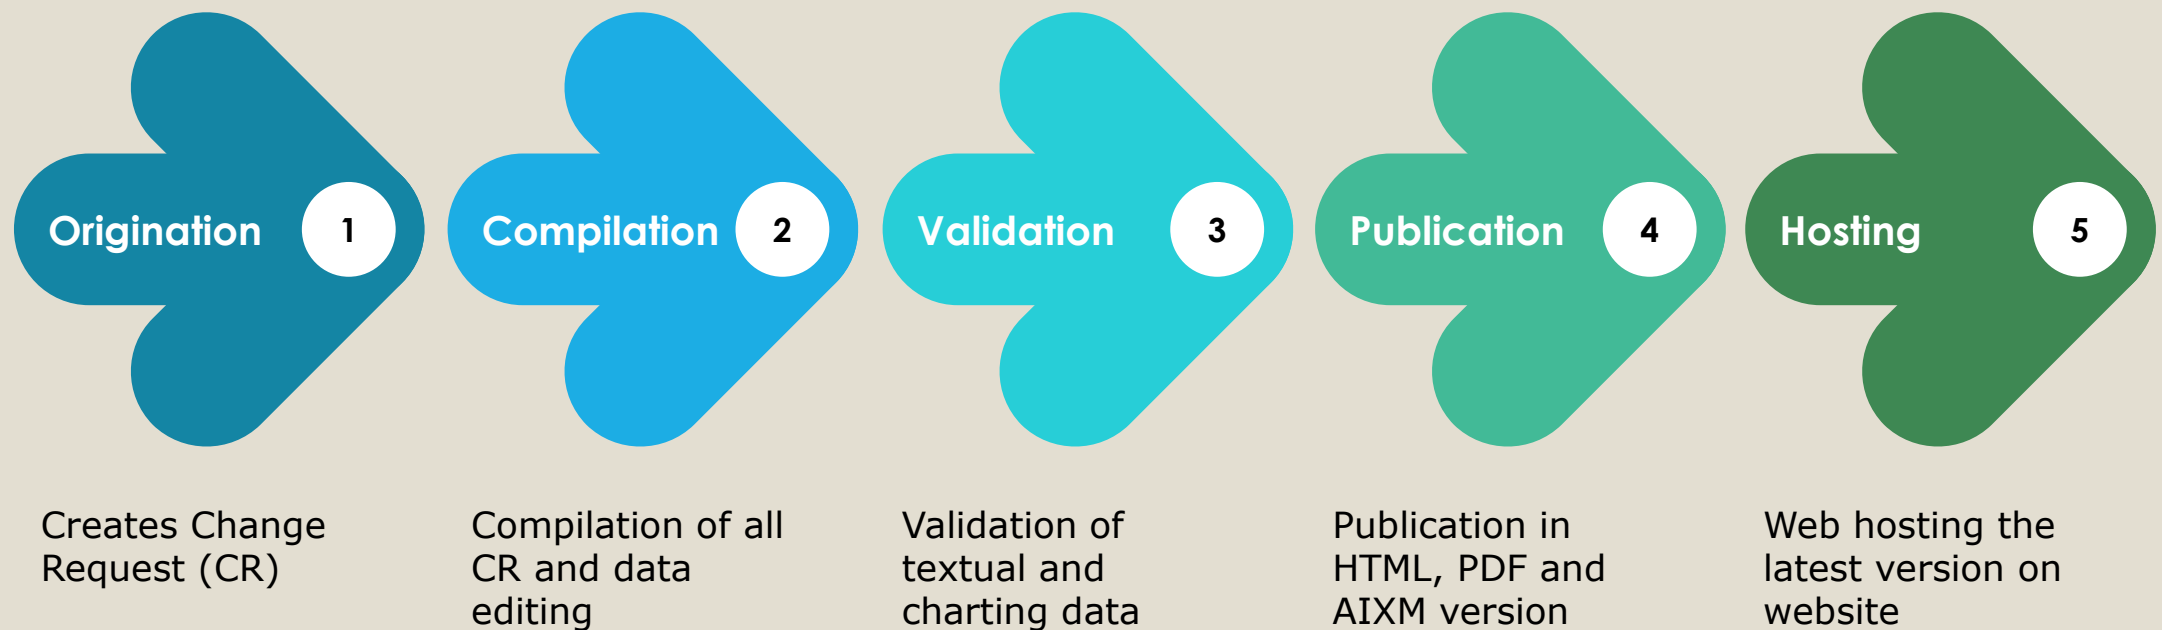 Origination 1
Compilation 2
Validation 3
Publication 4
Hosting 5
Creates Change
Request (CR)
Compilation of all
CR and data
editing
Validation of
textual and
charting data
Publication in
HTML, PDF and
AIXM version
Web hosting the
latest version on
website